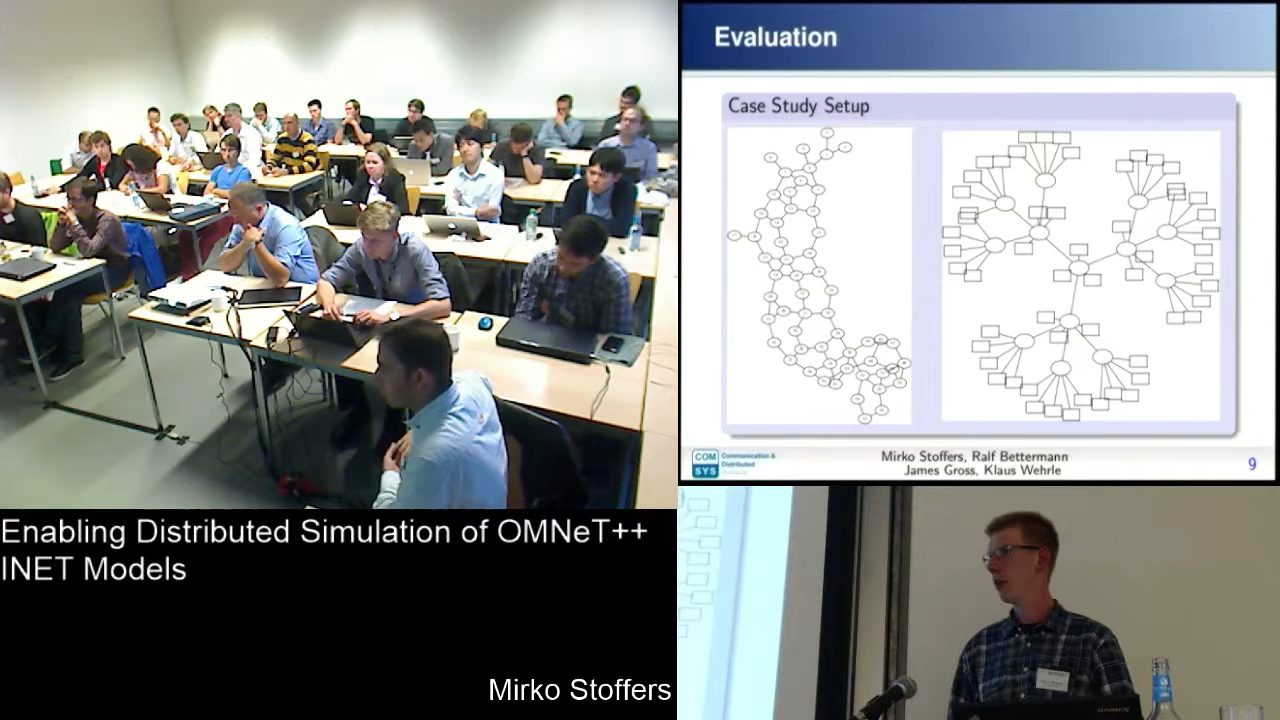 Evaluation
Case Study Setup
COM
SYS
Communication &
Distributed
Mirko Stoffers, Ralf Bettermann
James Gross, Klaus Wehrle
9
Enabling Distributed Simulation of OMNeT++
INET Models
Mirko Stoffers